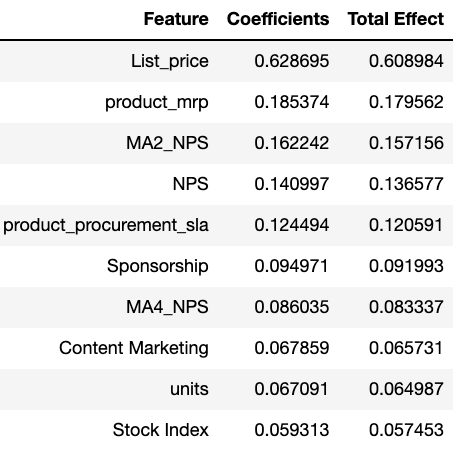 Feature Coefficients Total Effect
List_price 0.628695 0.608984
product_mrp 0.185374 0.179562
MA2_NPS 0.162242 0.157156
NPS 0.140997 0.136577
product_procurement_sla 0.124494 0.120591
Sponsorship 0.094971 0.091993
MA4_NPS 0.086035 0.083337
Content Marketing 0.067859 0.065731
units 0.067091 0.064987
Stock Index 0.059313 0.057453